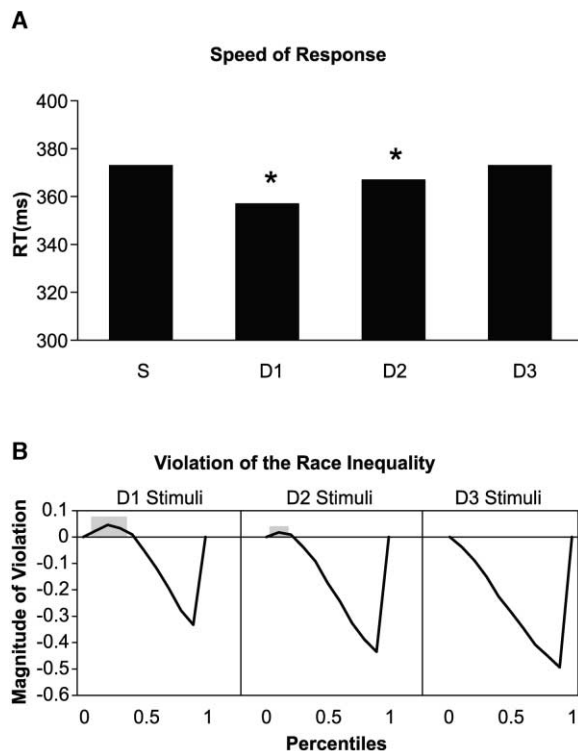 A
Speed of Response
400
380
360
340
320
300
RT(ms)
* *
S D1 D2 D3
B
Violation of the Race Inequality
D1 Stimuli D2 Stimuli D3 Stimuli
0.1
0
-0.1
-0.2
-0.3
-0.4
-0.5
-0.6
Magnitude of Violation
0 0.5 1 0 0.5 1 0 0.5 1
Percentiles